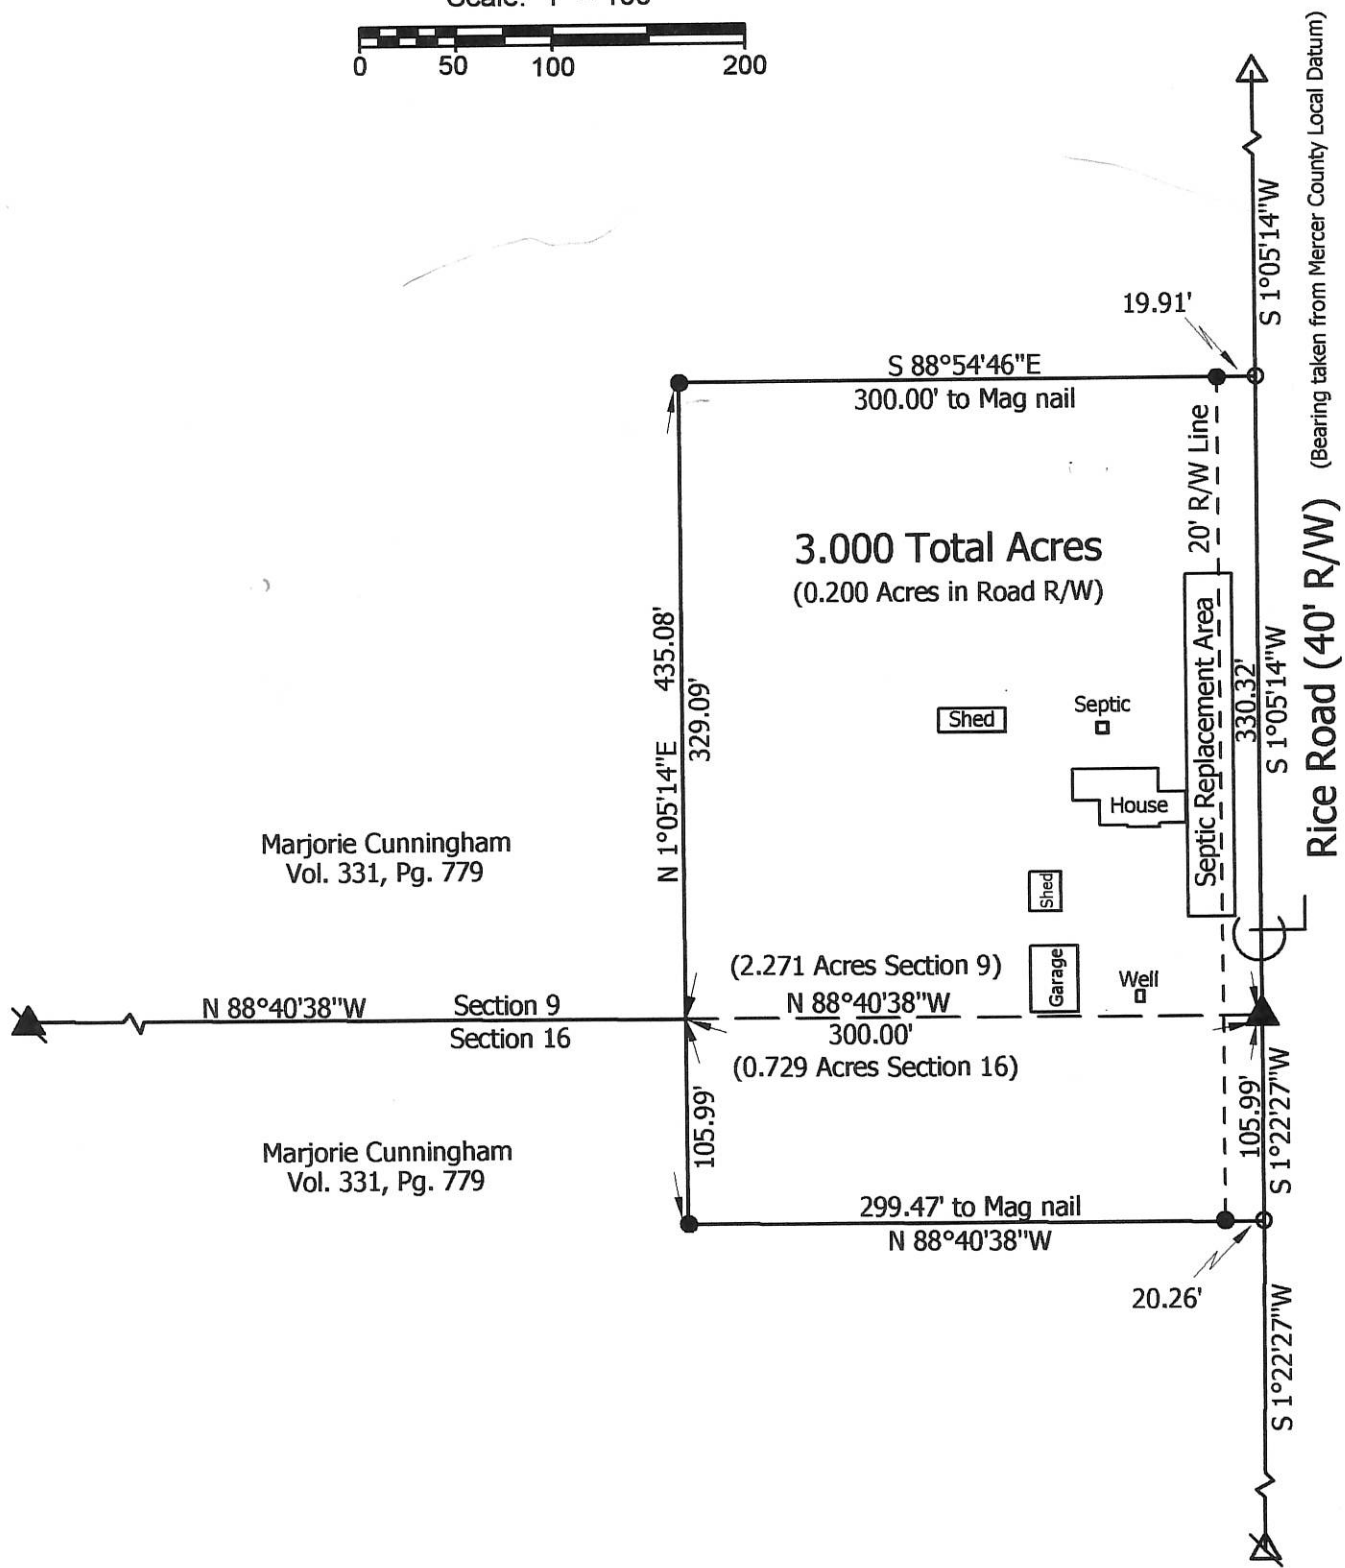 0 50 100 200
(Bearing taken from Mercer County Local Datum)
S 1°05'14"W
19.91'
S 88°54'46"E
300.00' to Mag nail
20' R/W Line
3.000 Total Acres
(0.200 Acres in Road R/W)
Rice Road (40' R/W)
N 1°05'14"E 435.08'
329.09'
Septic Replacement Area
330.32'
S 1°05'14"W
Shed
Septic
House
Marjorie Cunningham
Vol. 331, Pg. 779
Shed
Garage
Well
(2.271 Acres Section 9)
N 88°40'38"W
300.00'
(0.729 Acres Section 16)
N 88°40'38"W
Section 9
Section 16
105.99'
105.99'
S 1°22'27"W
Marjorie Cunningham
Vol. 331, Pg. 779
299.47' to Mag nail
N 88°40'38"W
20.26'
S 1°22'27"W